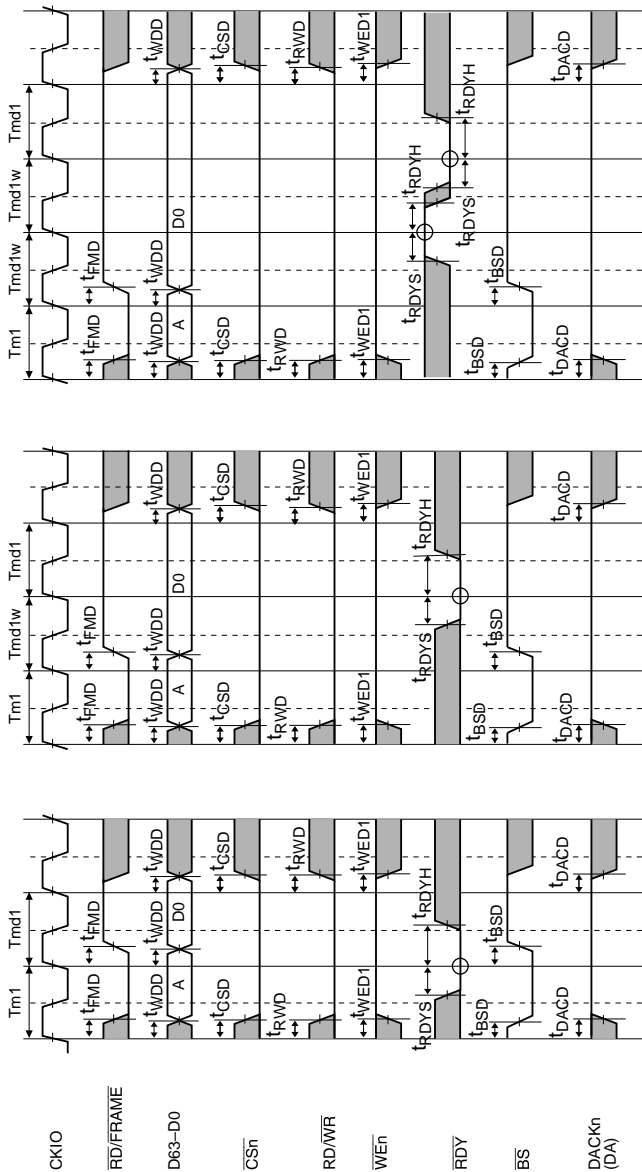 CKIO
RD/FRAME
D63–D0
CSn
RD/WR
WEn
RDY
BS
DACKn
(DA)
Tm1
Tmd1
tFMD
tFMD
tWDD
tWDD
tWDD
A
D0
tCSD
tCSD
tRWD
tRWD
tWED1
tWED1
tRDYS
tRDYH
tBSD
tBSD
tDACD
tDACD
Tm1
Tmd1w
Tmd1
tFMD
tFMD
tWDD
tWDD
tWDD
A
D0
tCSD
tCSD
tRWD
tRWD
tWED1
tWED1
tRDYS
tRDYH
tBSD
tBSD
tDACD
tDACD
Tm1
Tmd1w
Tmd1w
Tmd1
tFMD
tFMD
tWDD
tWDD
tWDD
A
D0
tCSD
tCSD
tRWD
tRWD
tWED1
tWED1
tRDYS
tRDYH
tRDYS
tRDYH
tBSD
tBSD
tDACD
tDACD